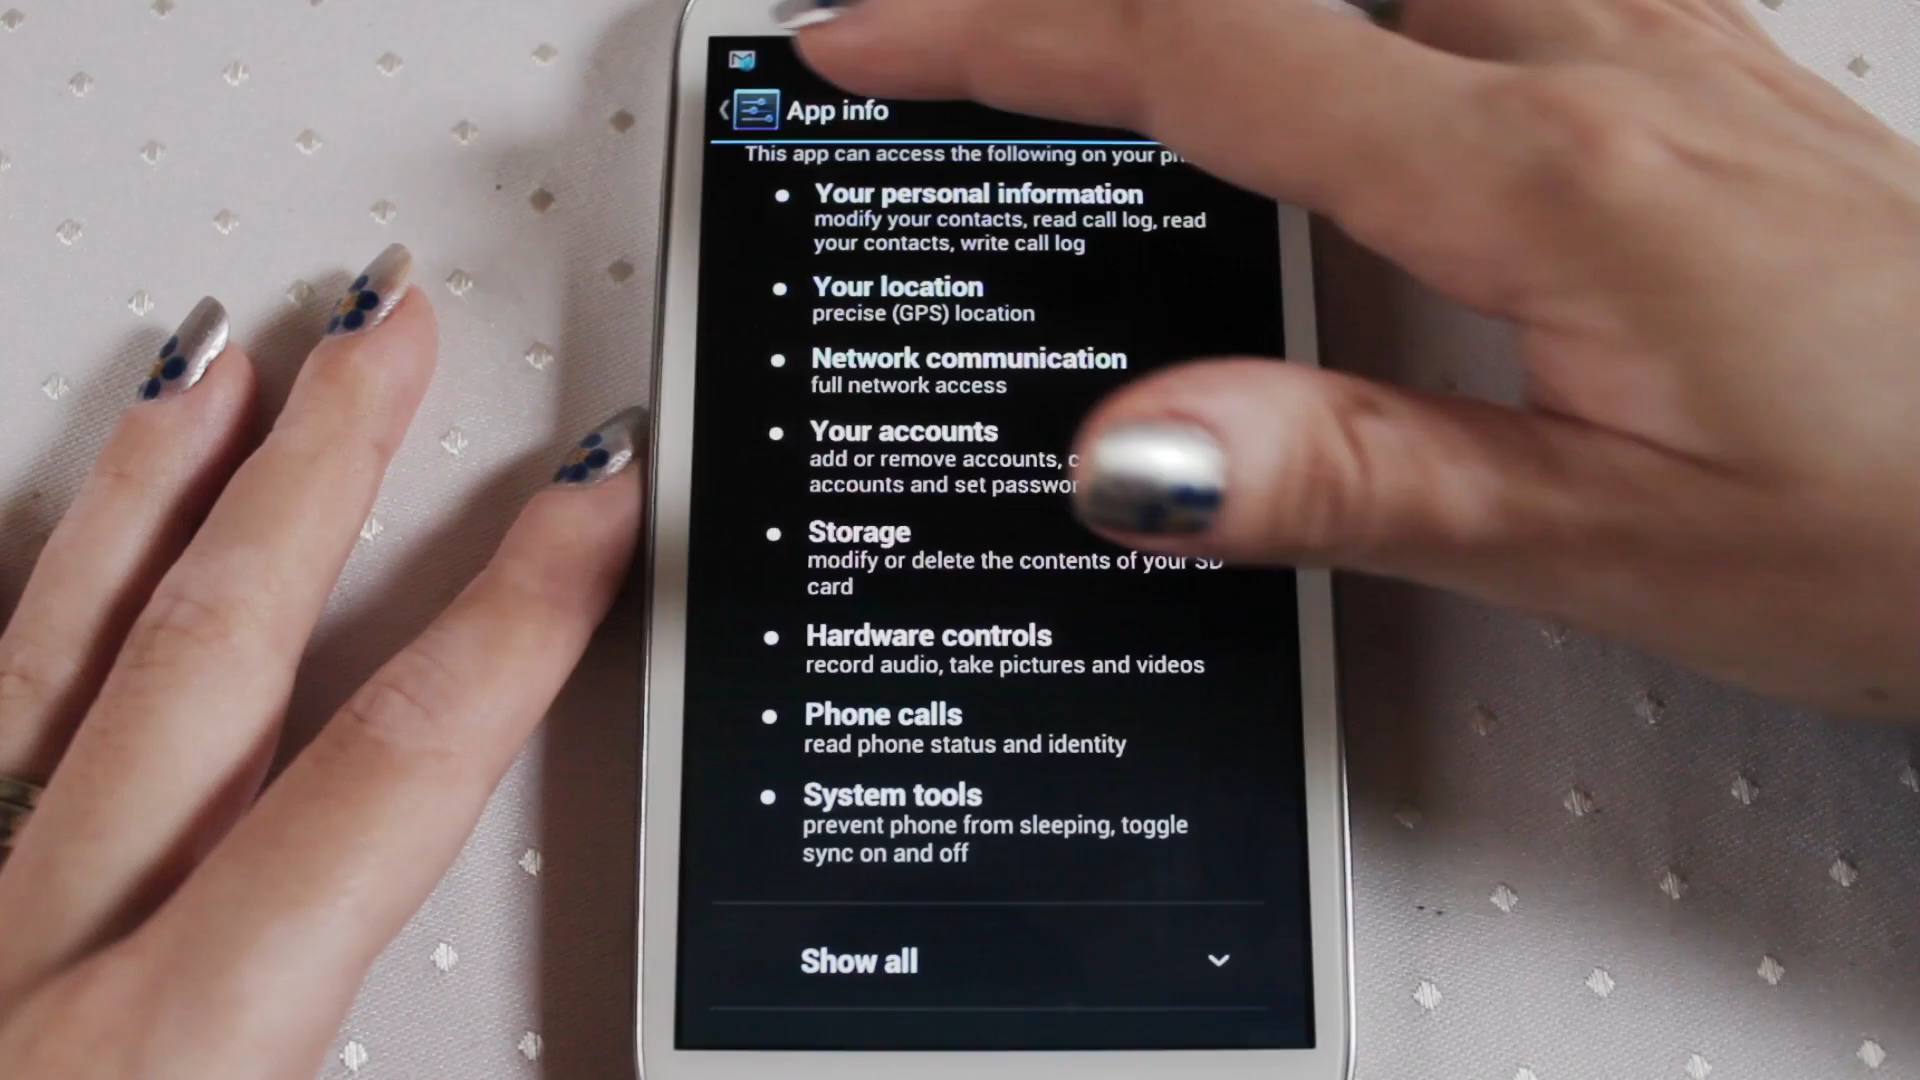 App info
This app can access the following on your
Your personal information
modify your contacts, read call log, read
your contacts, write call log
Your location
precise (GPS) location
Network communication
full network access
Your accounts
add or remove accounts,
accounts and set
Storage
modify or delete the contents of your SD
card
Hardware controls
record audio, take pictures and videos
Phone calls
read phone status and identity
System tools
prevent phone from sleeping, toggle
sync on and off
Show all